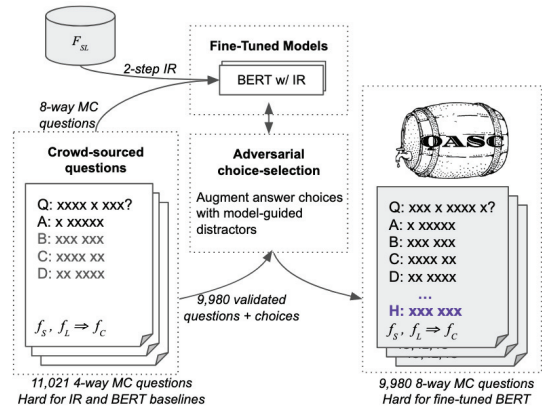 F_SL
2-step IR
Fine-Tuned Models
BERT w/ IR
8-way MC
questions
Crowd-sourced
questions
Q: xxxx x xxx?
A: x xxxxx
B: xxx xxx
C: xxxx xx
D: xx xxxx
f_S , f_L ⇒ f_C
11,021 4-way MC questions
Hard for IR and BERT baselines
Adversarial
choice-selection
Augment answer choices
with model-guided
distractors
9,980 validated
questions + choices
QASC
Q: xxx x xxxx x?
A: x xxxxx
B: xxx xxx
C: xxxx xx
D: xx xxxx
...
H: xxx xxx
f_S , f_L ⇒ f_C
9,980 8-way MC questions
Hard for fine-tuned BERT